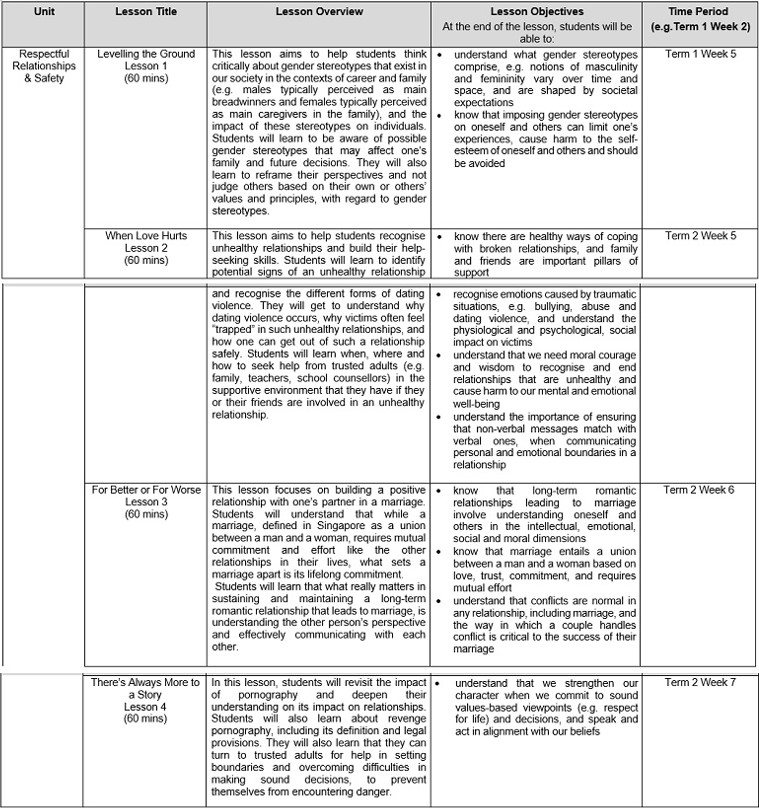 Unit
Lesson Title
Lesson Overview
Lesson Objectives
At the end of the lesson, students will be
able to:
Time Period
(e.g.Term 1 Week 2)
Respectful
Relationships
& Safety
Levelling the Ground
Lesson 1
(60 mins)
This lesson aims to help students think
critically about gender stereotypes that exist in
our society in the contexts of career and family
(e.g. males typically perceived as main
breadwinners and females typically perceived
as main caregivers in the family), and the
impact of these stereotypes on individuals.
Students will learn to be aware of possible
gender stereotypes that may affect one's
family and future decisions. They will also
learn to reframe their perspectives and not
judge others based on their own or others'
values and principles, with regard to gender
stereotypes.
• understand what gender stereotypes
comprise, e.g. notions of masculinity
and femininity vary over time and
space, and are shaped by societal
expectations
• know that imposing gender stereotypes
on oneself and others can limit one's
experiences, cause harm to the self-
esteem of oneself and others and should
be avoided
Term 1 Week 5
When Love Hurts
Lesson 2
(60 mins)
This lesson aims to help students recognise
unhealthy relationships and build their help-
seeking skills. Students will learn to identify
potential signs of an unhealthy relationship
and recognise the different forms of dating
violence. They will get to understand why
dating violence occurs, why victims often feel
"trapped" in such unhealthy relationships, and
how one can get out of such a relationship
safely. Students will learn when, where and
how to seek help from trusted adults (e.g.
family, teachers, school counsellors) in the
supportive environment that they have if they
or their friends are involved in an unhealthy
relationship.
• know there are healthy ways of coping
with broken relationships, and family
and friends are important pillars of
support
• recognise emotions caused by traumatic
situations, e.g. bullying, abuse and
dating violence, and understand the
physiological and psychological, social
impact on victims
• understand that we need moral courage
and wisdom to recognise and end
relationships that are unhealthy and
cause harm to our mental and emotional
well-being
• understand the importance of ensuring
that non-verbal messages match with
verbal ones, when communicating
personal and emotional boundaries in a
relationship
Term 2 Week 5
For Better or For Worse
Lesson 3
(60 mins)
This lesson focuses on building a positive
relationship with one's partner in a marriage.
Students will understand that while a
marriage, defined in Singapore as a union
between a man and a woman, requires mutual
commitment and effort like the other
relationships in their lives, what sets a
marriage apart is its lifelong commitment.
Students will learn that what really matters in
sustaining and maintaining a long-term
romantic relationship that leads to marriage, is
understanding the other person's perspective
and effectively communicating with each
other.
• know that long-term romantic
relationships leading to marriage
involve understanding oneself and
others in the intellectual, emotional,
social and moral dimensions
• know that marriage entails a union
between a man and a woman based on
love, trust, commitment, and requires
mutual effort
• understand that conflicts are normal in
any relationship, including marriage, and
the way in which a couple handles
conflict is critical to the success of their
marriage
Term 2 Week 6
There's Always More to
a Story
Lesson 4
(60 mins)
In this lesson, students will revisit the impact
of pornography and deepen their
understanding on its impact on relationships.
Students will also learn about revenge
pornography, including its definition and legal
provisions. They will also learn that they can
turn to trusted adults for help in setting
boundaries and overcoming difficulties in
making sound decisions, to prevent
themselves from encountering danger.
• understand that we strengthen our
character when we commit to sound
values-based viewpoints (e.g. respect
for life) and decisions, and speak and
act in alignment with our beliefs
Term 2 Week 7